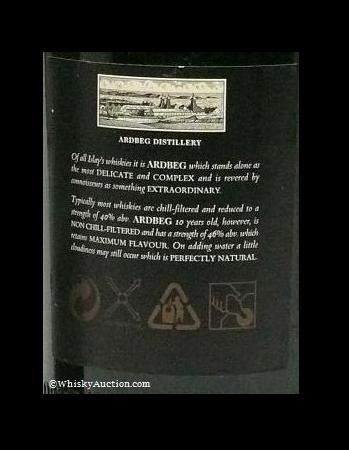 ARDBEG DISTILLERY
Of all Islay's whiskies it is ARDBEG which stands alone as
the most DELICATE and COMPLEX and is revered by
connoisseurs as something EXTRAORDINARY.
Typically most whiskies are chill-filtered and reduced to a
strength of 40% abv. ARDBEG 10 years old, however, is
NON CHILL-FILTERED and has a strength of 46% abv. which
retains MAXIMUM FLAVOUR. On adding water a little
cloudiness may still occur which is PERFECTLY NATURAL.
©WhiskyAuction.com